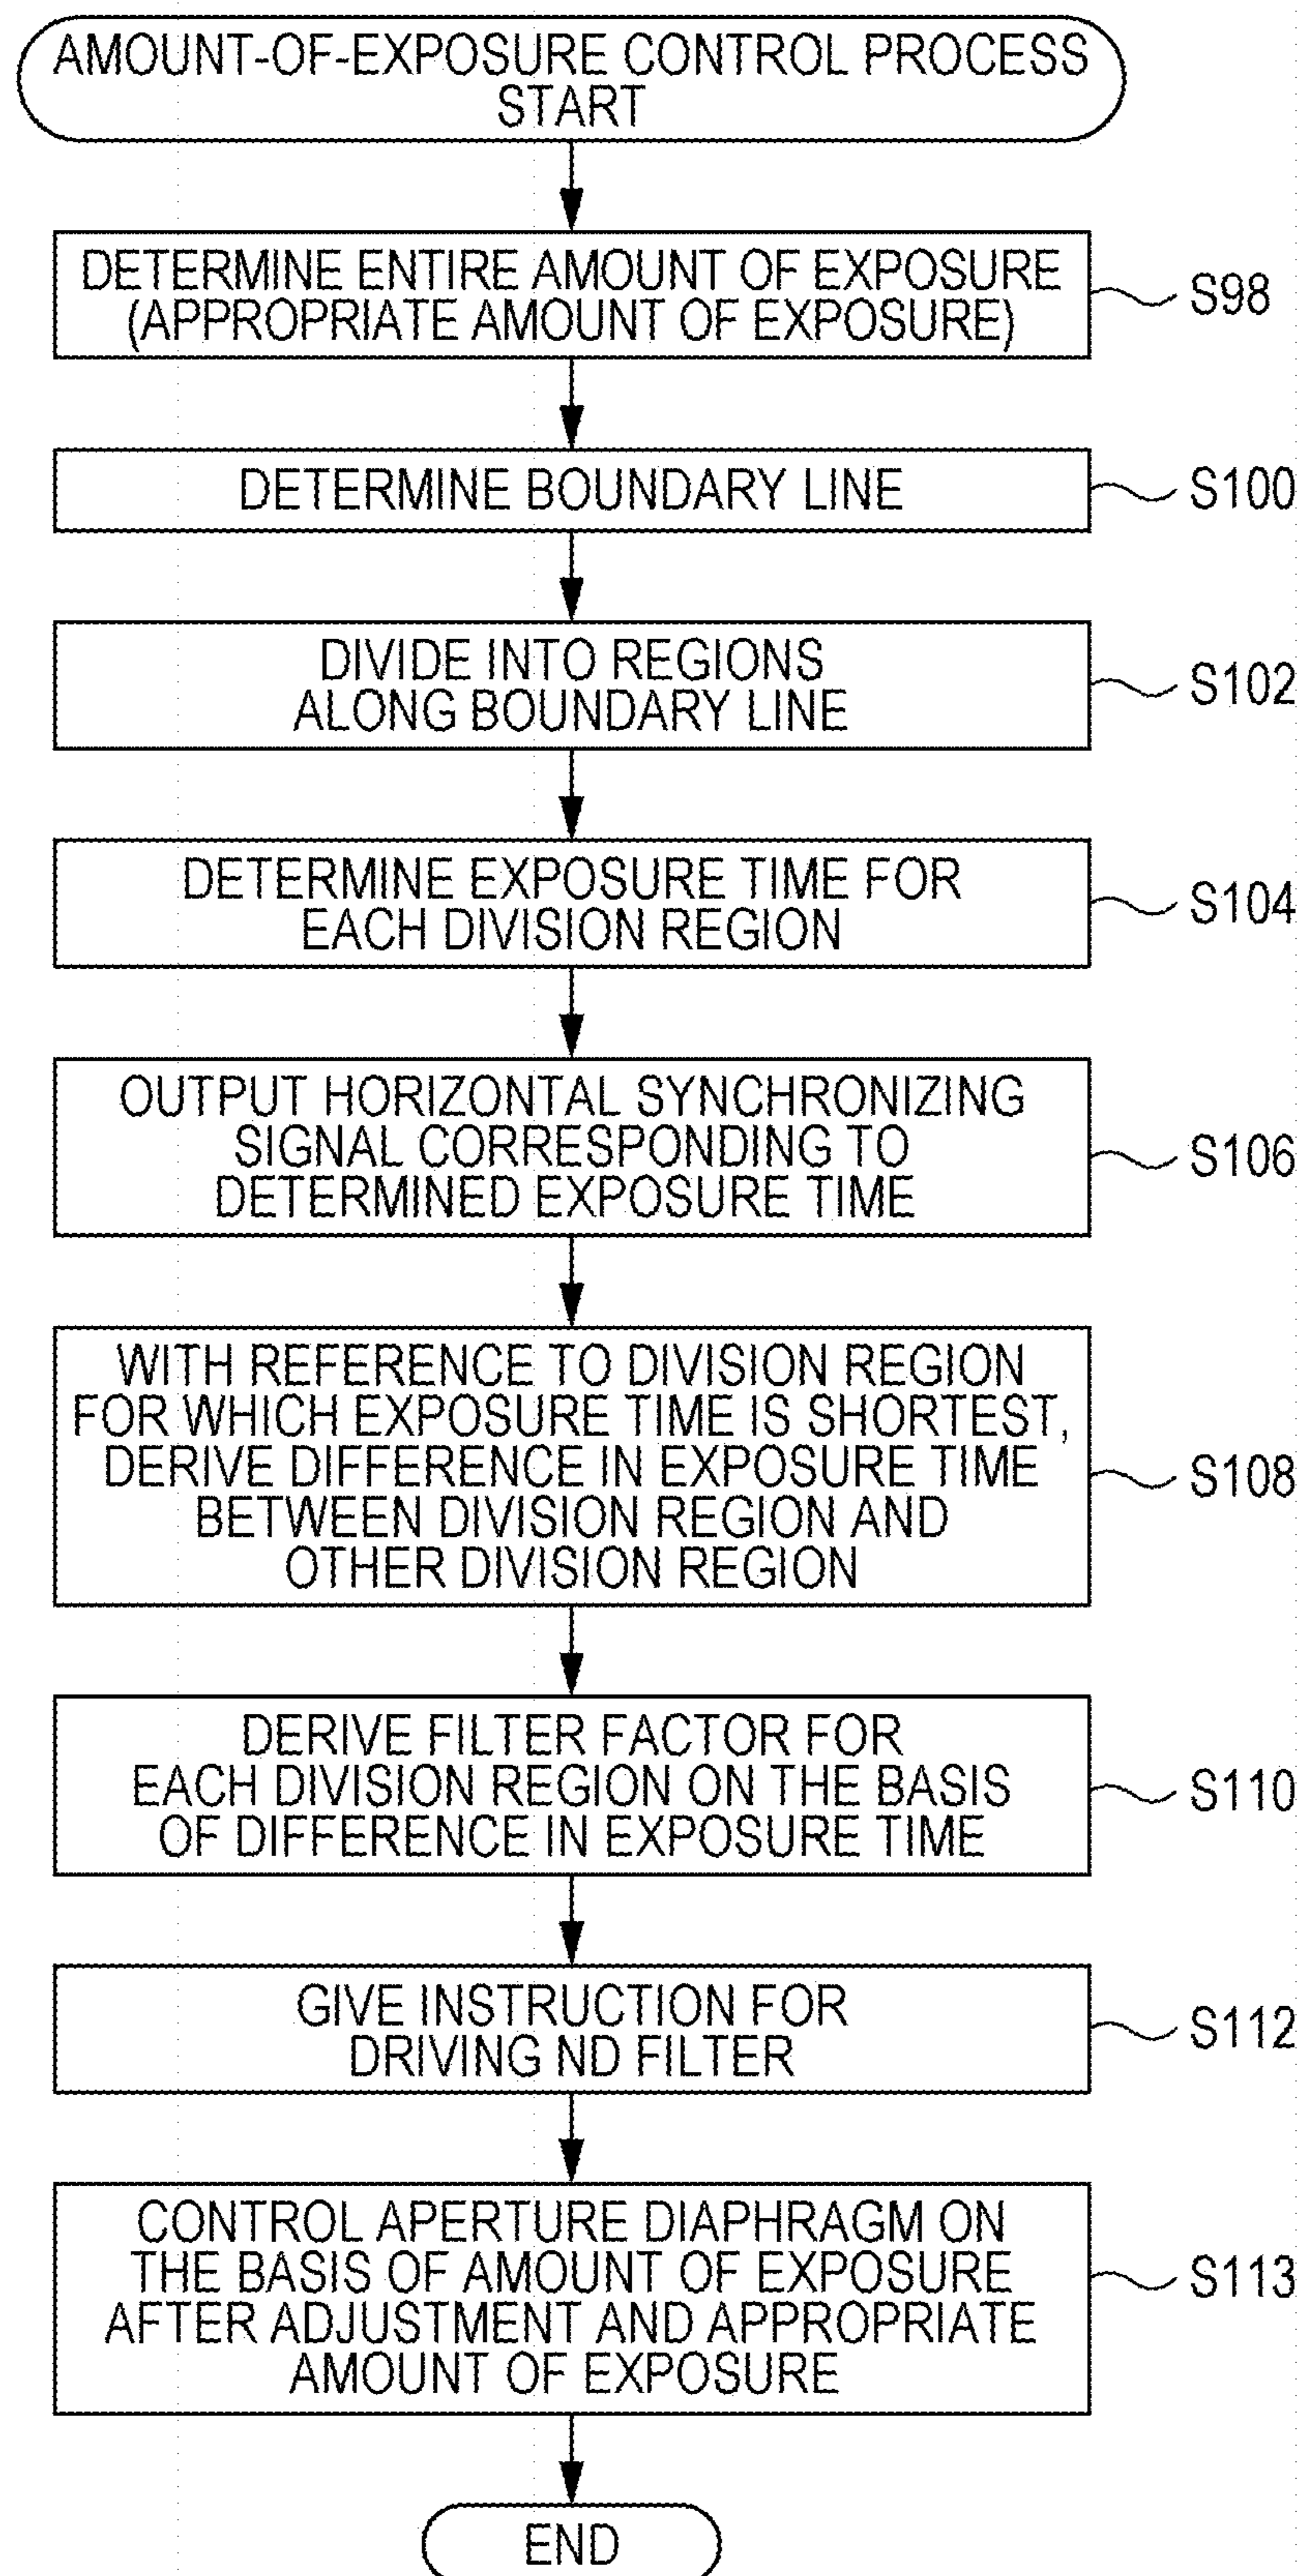 AMOUNT-OF-EXPOSURE CONTROL PROCESS
START
DETERMINE ENTIRE AMOUNT OF EXPOSURE
(APPROPRIATE AMOUNT OF EXPOSURE)
S98
DETERMINE BOUNDARY LINE
S100
DIVIDE INTO REGIONS
ALONG BOUNDARY LINE
S102
DETERMINE EXPOSURE TIME FOR
EACH DIVISION REGION
S104
OUTPUT HORIZONTAL SYNCHRONIZING
SIGNAL CORRESPONDING TO
DETERMINED EXPOSURE TIME
S106
WITH REFERENCE TO DIVISION REGION
FOR WHICH EXPOSURE TIME IS SHORTEST,
DERIVE DIFFERENCE IN EXPOSURE TIME
BETWEEN DIVISION REGION AND
OTHER DIVISION REGION
S108
DERIVE FILTER FACTOR FOR
EACH DIVISION REGION ON THE BASIS
OF DIFFERENCE IN EXPOSURE TIME
S110
GIVE INSTRUCTION FOR
DRIVING ND FILTER
S112
CONTROL APERTURE DIAPHRAGM ON
THE BASIS OF AMOUNT OF EXPOSURE
AFTER ADJUSTMENT AND APPROPRIATE
AMOUNT OF EXPOSURE
S113
END